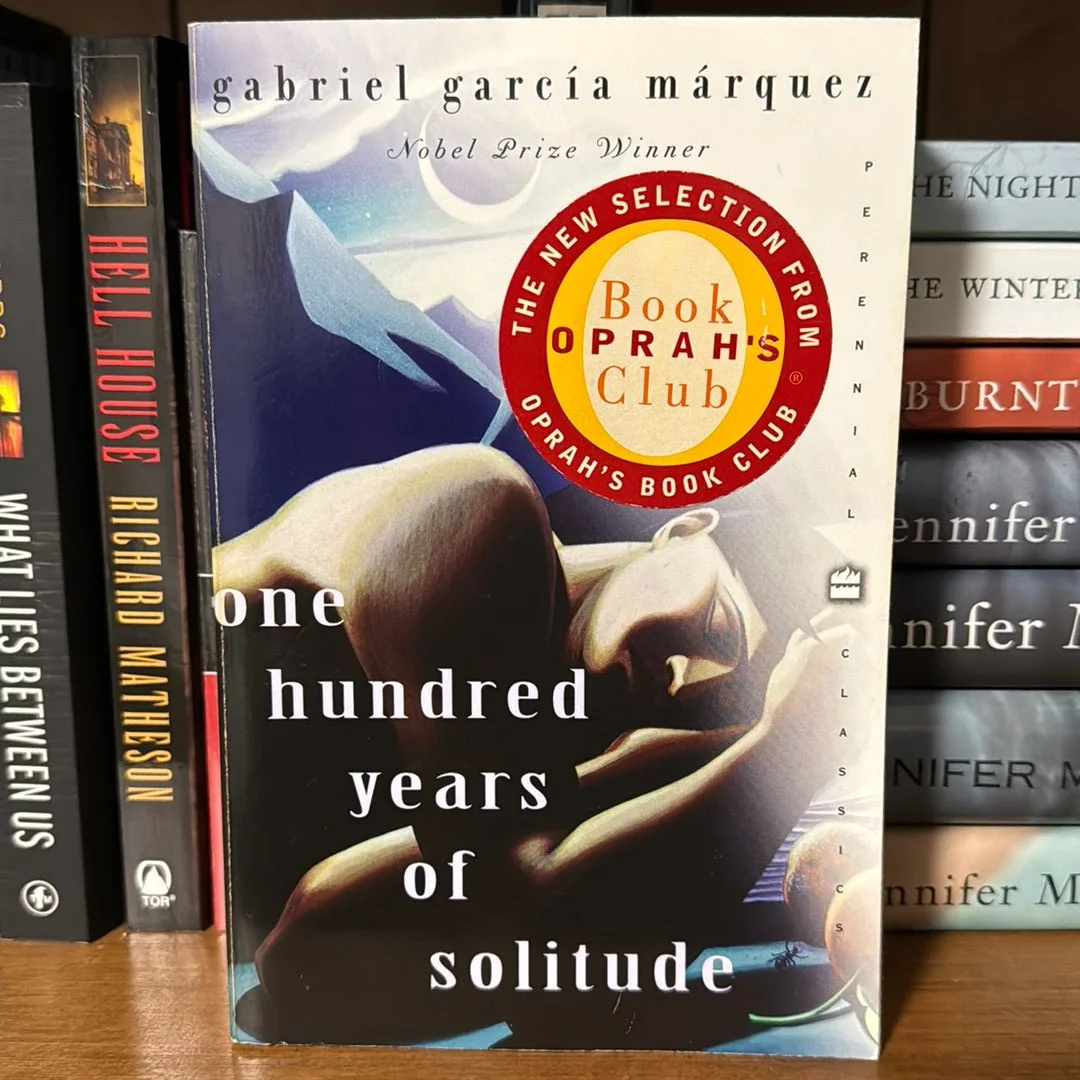 gabriel garcía márquez
Nobel Prize Winner
THE NEW SELECTION FROM
Book
OPRAH'S
Club
®
OPRAH'S BOOK CLUB
PERENNIAL
CLASSICS
one
hundred
years
of
solitude
WHAT LIES BETWEEN US
HELL HOUSE RICHARD MATHESON
TOR®
HE NIGHT
HE WINTER
BURNT
ennifer
nnifer M
NIFER M
nnifer M